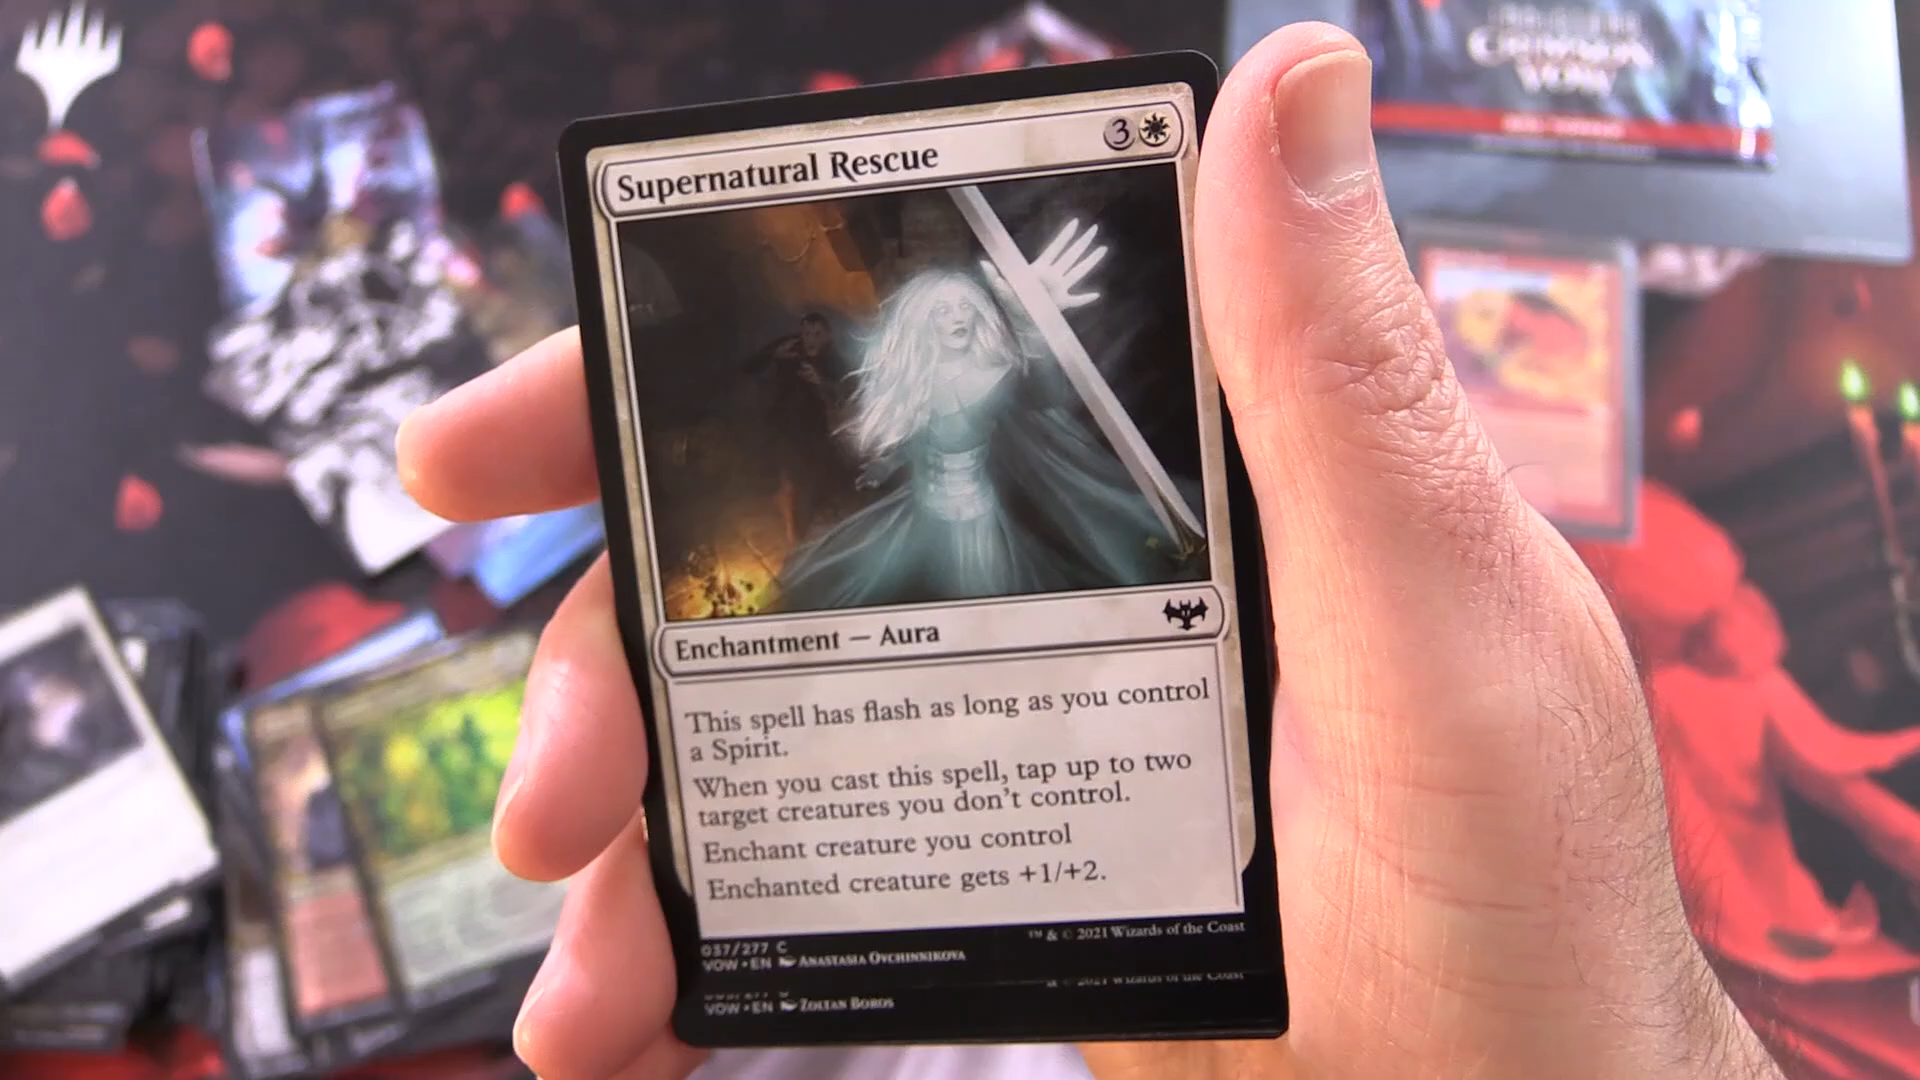 CRIMSON
VOW
Supernatural Rescue 3
Enchantment — Aura
This spell has flash as long as you control
a Spirit.
When you cast this spell, tap up to two
target creatures you don't control.
Enchant creature you control
Enchanted creature gets +1/+2.
037/277 C
™ & © 2021 Wizards of the Coast
VOW • EN Anastasia Ovchinnikova
VOW • EN Zoltan Boros